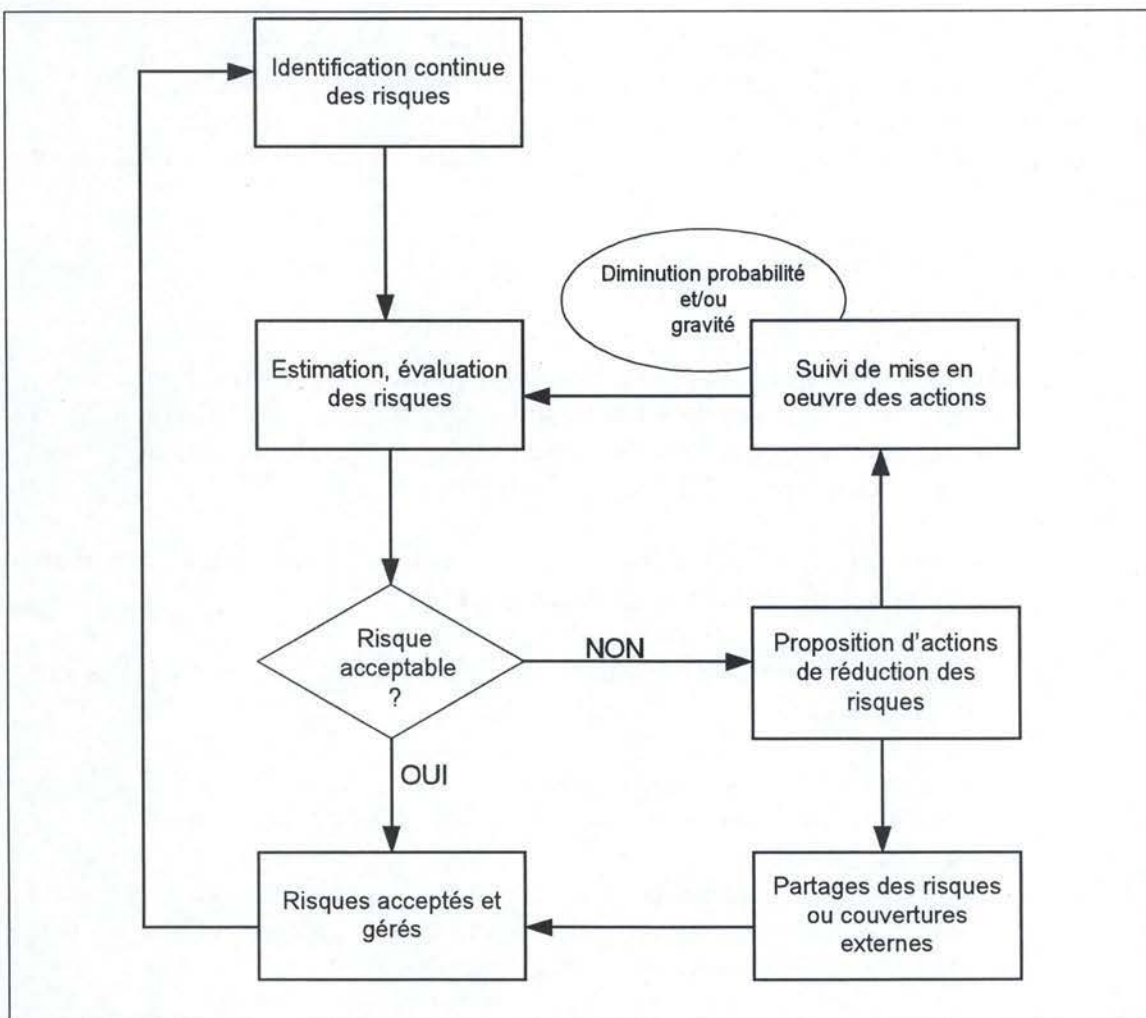 Identification continue
des risques
Diminution probabilité
et/ou
gravité
Estimation, évaluation
des risques
Suivi de mise en
oeuvre des actions
Risque
acceptable
?
NON
Proposition d'actions
de réduction des
risques
OUI
Risques acceptés et
gérés
Partages des risques
ou couvertures
externes